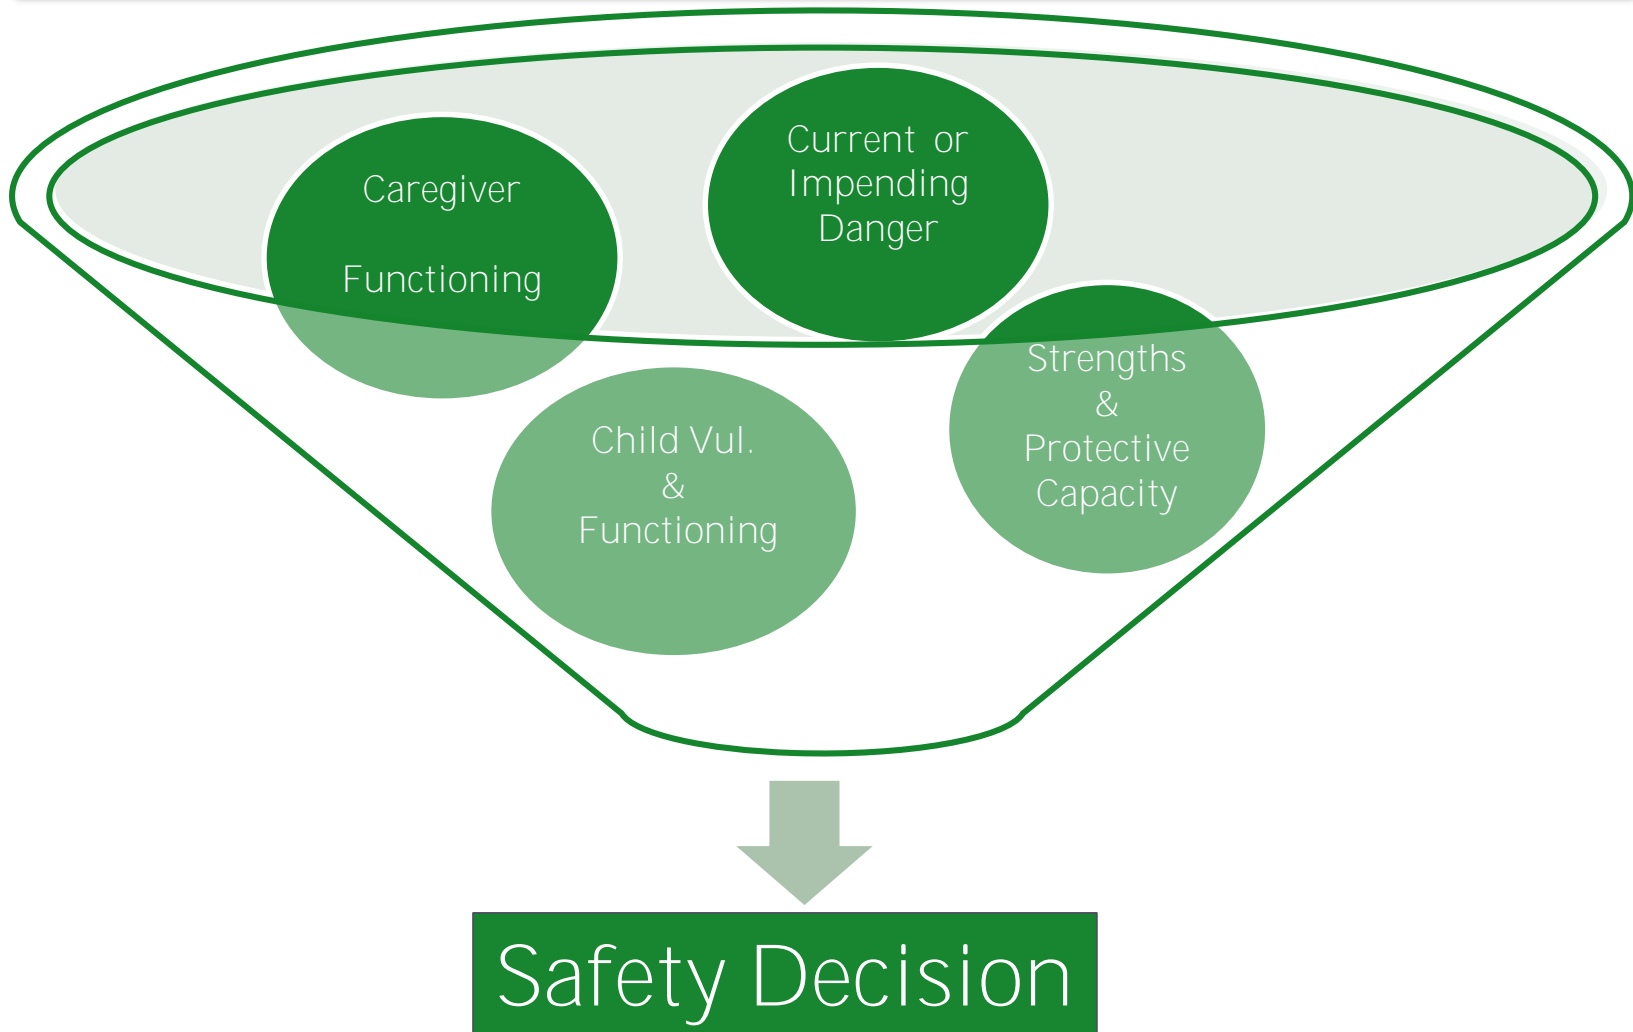 Caregiver
Functioning
Current or
Impending
Danger
Child Vul.
&
Functioning
Strengths
&
Protective
Capacity
Safety Decision